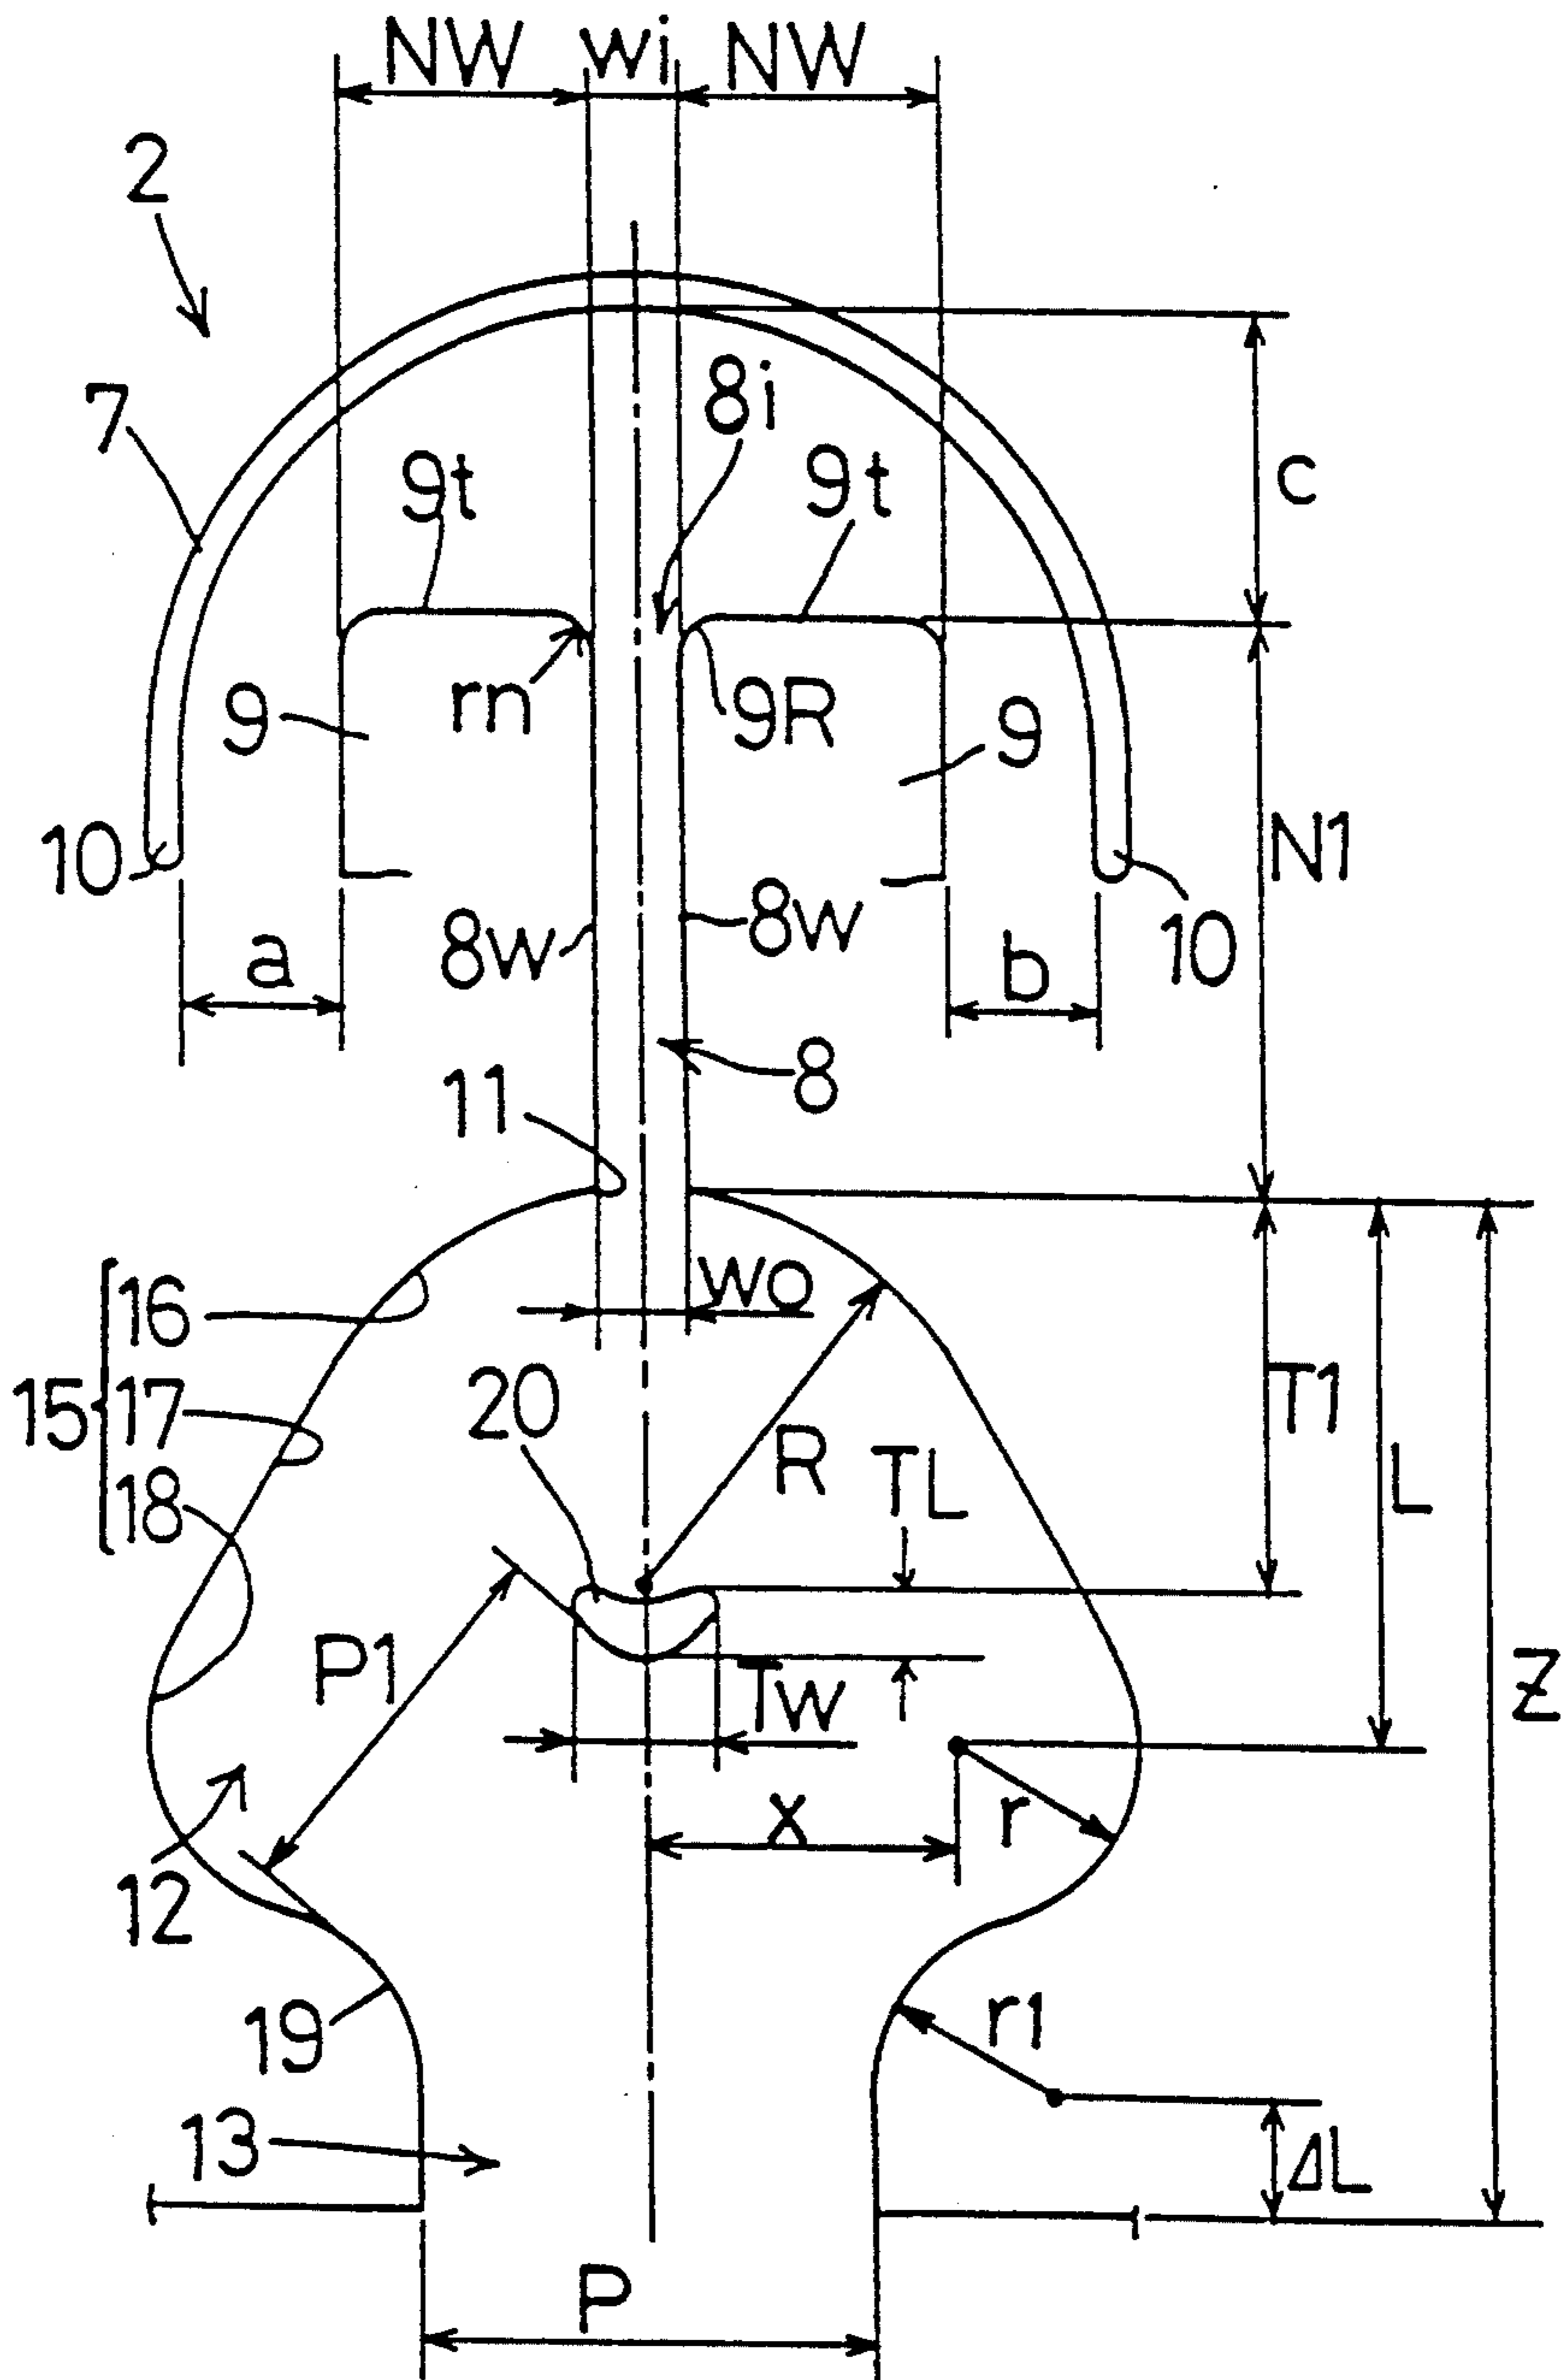 NW wi NW
2
8i
7
9t 9t
c
rn 9R
9 9
10 N1
8w 8w 10
a b
11 8
16 wo
15 17 20 T1
18 R TL L
P1 Tw Z
x r
12
19 r1
13 ΔL
P